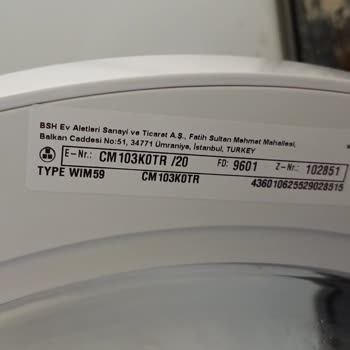 BSH Ev Aletleri Sanayi ve Ticaret A.Ş., Fatih Sultan Mehmet Mahallesi,
Balkan Caddesi No:51, 34771 Ümraniye, İstanbul, TURKEY
E-Nr.: CM103K0TR /20 FD: 9601 Z-Nr.: 102851
TYPE WIM59 CM103K0TR 436010625529028515